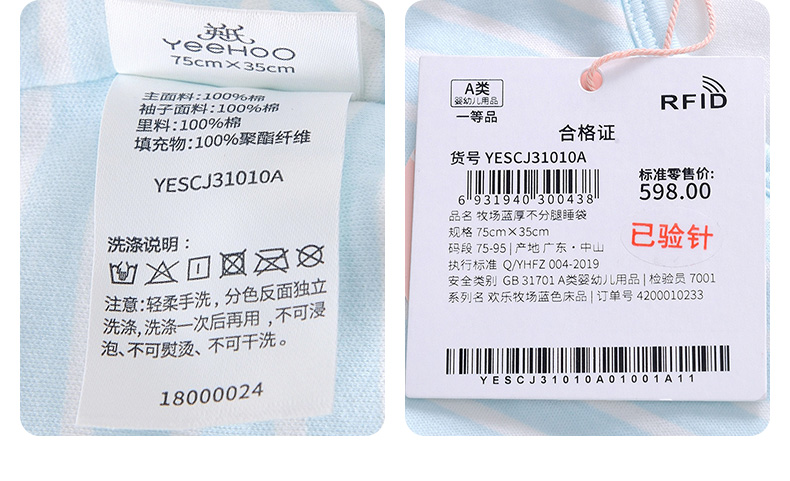 英氏
YeeHOO
75cm×35cm
主面料:100%棉
袖子面料:100%棉
里料:100%棉
填充物:100%聚酯纤维
YESCJ31010A
洗涤说明:
注意:轻柔手洗,分色反面独立
洗涤,洗涤一次后再用,不可浸
泡、不可熨烫、不可干洗。
18000024
A类
婴幼儿用品
一等品
RFID
合格证
货号 YESCJ31010A
6 931940 300438
标准零售价:
598.00
品名 牧场蓝厚不分腿睡袋
规格 75cm×35cm
码段 75-95 | 产地 广东·中山
执行标准 Q/YHFZ 004-2019
安全类别 GB 31701 A类婴幼儿用品 | 检验员 7001
系列名 欢乐牧场蓝色床品 | 订单号 4200010233
已验针
YESCJ31010A01001A11